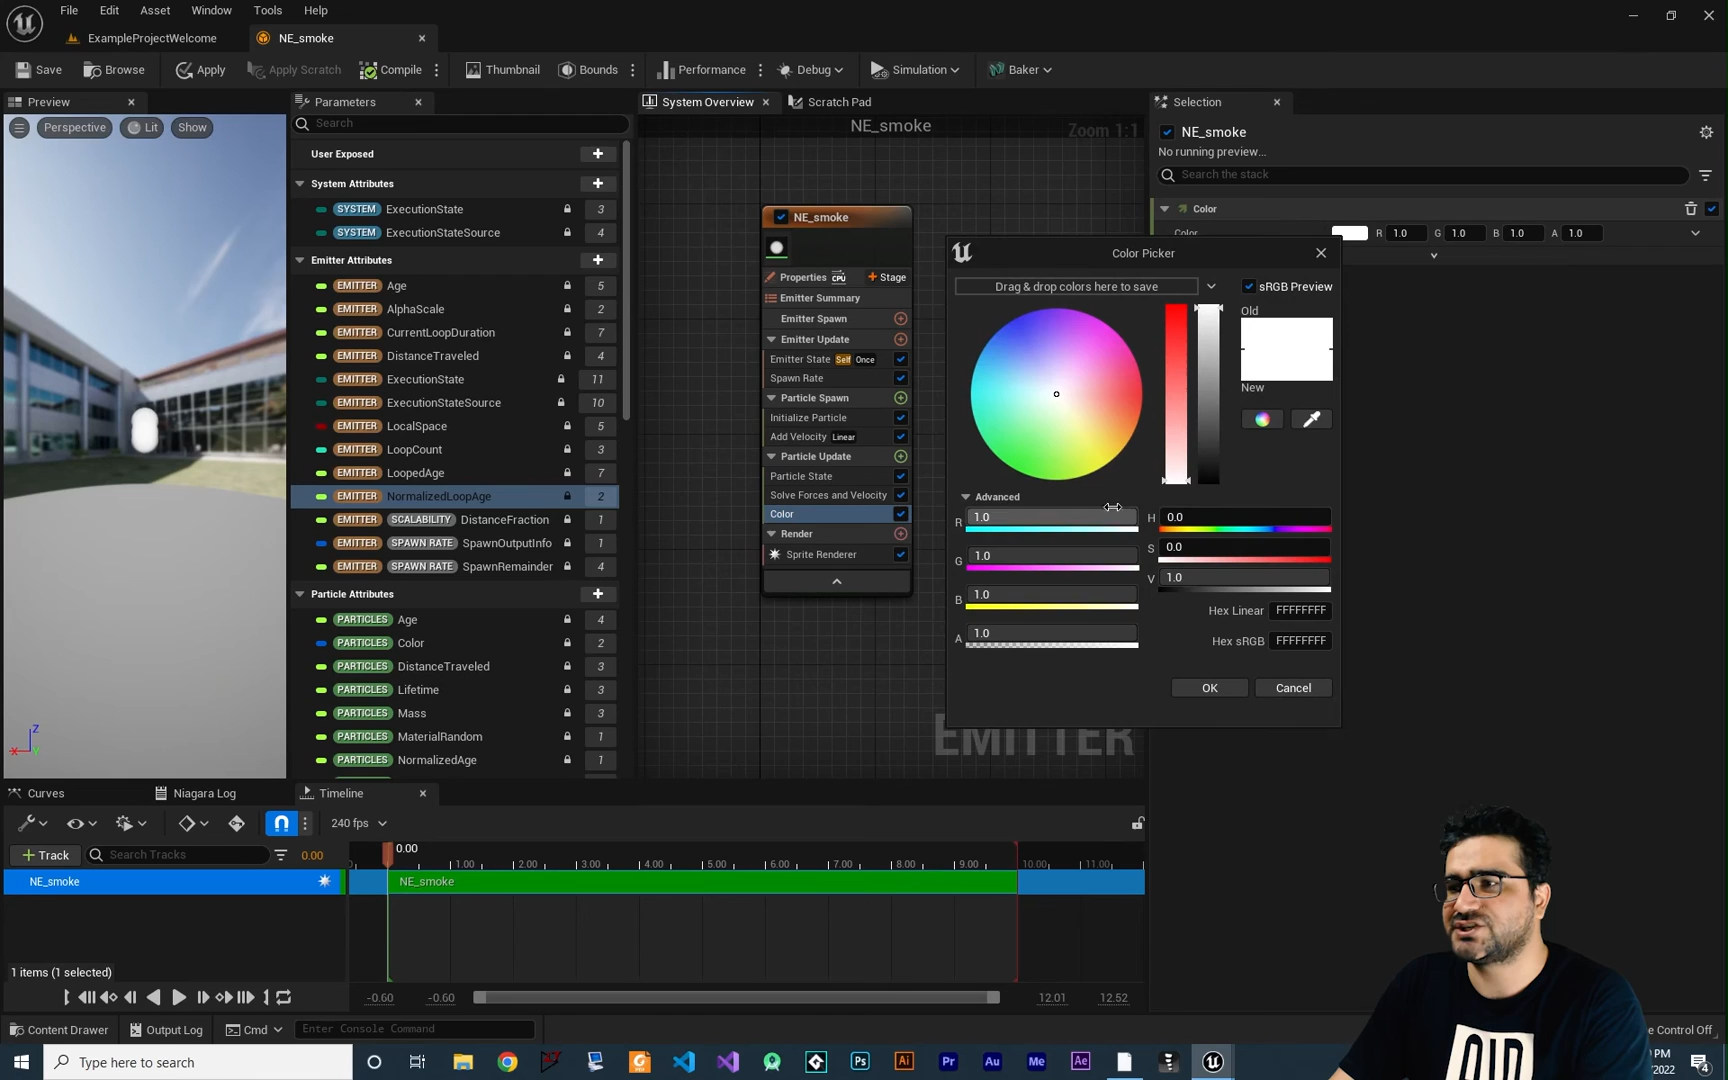 File Edit Asset Window Tools Help
ExampleProjectWelcome NE_smoke
Save Browse Apply Apply Scratch Compile Thumbnail Bounds Performance Debug Simulation Baker
Preview Parameters System Overview Scratch Pad Selection
Perspective Lit Show
Search
NE_smoke
Zoom 1:1
NE_smoke
No running preview...
Search the stack
User Exposed
System Attributes
SYSTEM ExecutionState 3
SYSTEM ExecutionStateSource 4
Emitter Attributes
EMITTER Age 5
EMITTER AlphaScale 2
EMITTER CurrentLoopDuration 7
EMITTER DistanceTraveled 4
EMITTER ExecutionState 11
EMITTER ExecutionStateSource 10
EMITTER LocalSpace 5
EMITTER LoopCount 3
EMITTER LoopedAge 7
EMITTER NormalizedLoopAge 2
EMITTER SCALABILITY DistanceFraction 1
EMITTER SPAWN RATE SpawnOutputInfo 1
EMITTER SPAWN RATE SpawnRemainder 4
Particle Attributes
PARTICLES Age 4
PARTICLES Color 2
PARTICLES DistanceTraveled 3
PARTICLES Lifetime 3
PARTICLES Mass 3
PARTICLES MaterialRandom 1
PARTICLES NormalizedAge 1
NE_smoke
Properties CPU Stage
Emitter Summary
Emitter Spawn
Emitter Update
Emitter State Self Once
Spawn Rate
Particle Spawn
Initialize Particle
Add Velocity Linear
Particle Update
Particle State
Solve Forces and Velocity
Color
Render
Sprite Renderer
EMITTER
Color
Color R 1.0 G 1.0 B 1.0 A 1.0
Color Picker
Drag & drop colors here to save
sRGB Preview
Old
New
Advanced
R 1.0
G 1.0
B 1.0
A 1.0
H 0.0
S 0.0
V 1.0
Hex Linear FFFFFFFF
Hex sRGB FFFFFFFF
OK Cancel
X Y Z
Curves Niagara Log Timeline
240 fps
Track Search Tracks 0.00
0.00
1.00 2.00 3.00 4.00 5.00 6.00 7.00 8.00 9.00 10.00 11.00
NE_smoke
NE_smoke
1 items (1 selected)
-0.60 -0.60 12.01 12.52
Content Drawer Output Log Cmd Enter Console Command
e Control Off
Type here to search
Ps Ai Pr Au Me Ae
PM
/2022
4